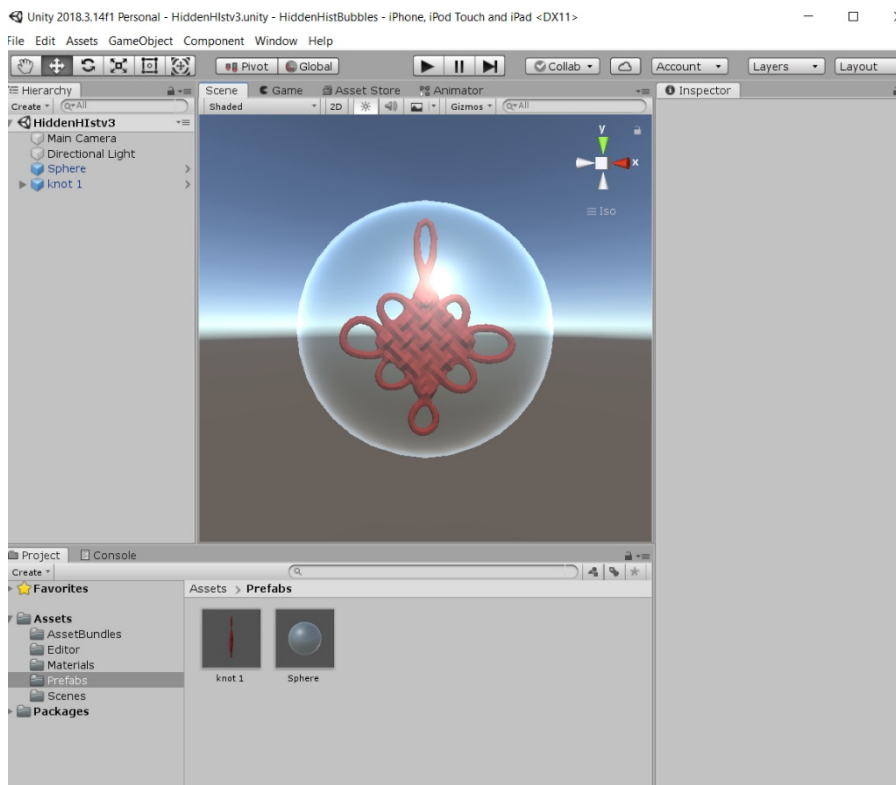 Unity 2018.3.14f1 Personal - HiddenHIstv3.unity - HiddenHistBubbles - iPhone, iPod Touch and iPad <DX11>
File Edit Assets GameObject Component Window Help
Pivot Global Collab Account Layers Layout
Hierarchy
Create All
HiddenHIstv3
Main Camera
Directional Light
Sphere
knot 1
Scene Game Asset Store Animator
Shaded 2D Gizmos All
y
x
Iso
Inspector
Project Console
Create
Favorites
Assets
AssetBundles
Editor
Materials
Prefabs
Scenes
Packages
Assets > Prefabs
knot 1 Sphere